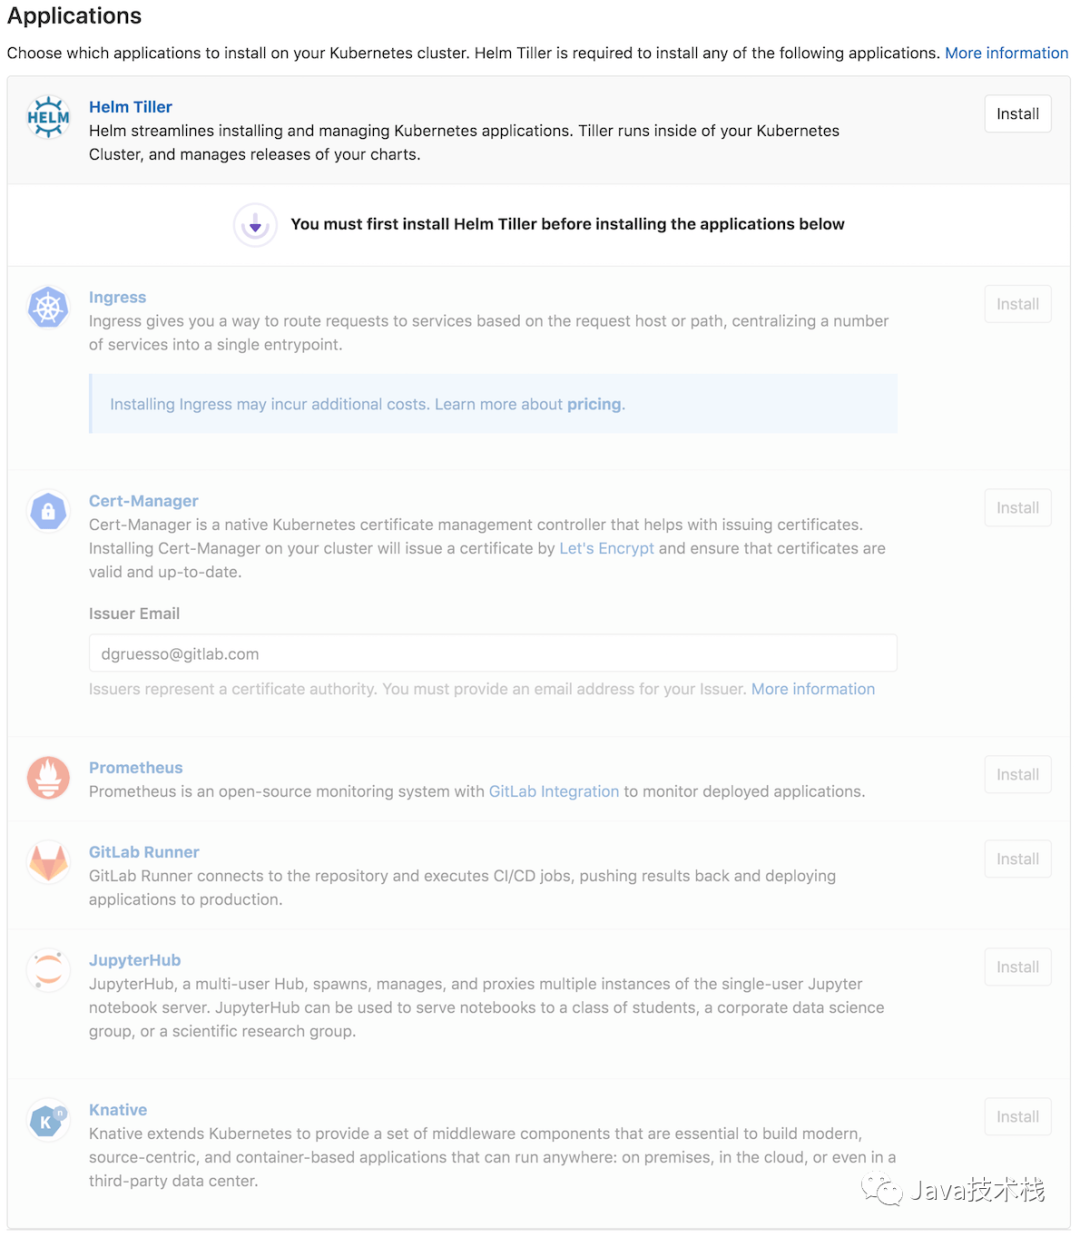 Applications
Choose which applications to install on your Kubernetes cluster. Helm Tiller is required to install any of the following applications. More information
HELM
Helm Tiller
Install
Helm streamlines installing and managing Kubernetes applications. Tiller runs inside of your Kubernetes
Cluster, and manages releases of your charts.
You must first install Helm Tiller before installing the applications below
Ingress
Install
Ingress gives you a way to route requests to services based on the request host or path, centralizing a number
of services into a single entrypoint.
Installing Ingress may incur additional costs. Learn more about pricing.
Cert-Manager
Install
Cert-Manager is a native Kubernetes certificate management controller that helps with issuing certificates.
Installing Cert-Manager on your cluster will issue a certificate by Let's Encrypt and ensure that certificates are
valid and up-to-date.
Issuer Email
dgruesso@gitlab.com
Issuers represent a certificate authority. You must provide an email address for your Issuer. More information
Prometheus
Install
Prometheus is an open-source monitoring system with GitLab Integration to monitor deployed applications.
GitLab Runner
Install
GitLab Runner connects to the repository and executes CI/CD jobs, pushing results back and deploying
applications to production.
JupyterHub
Install
JupyterHub, a multi-user Hub, spawns, manages, and proxies multiple instances of the single-user Jupyter
notebook server. JupyterHub can be used to serve notebooks to a class of students, a corporate data science
group, or a scientific research group.
K n
Knative
Install
Knative extends Kubernetes to provide a set of middleware components that are essential to build modern,
source-centric, and container-based applications that can run anywhere: on premises, in the cloud, or even in a
third-party data center.
Java技术栈